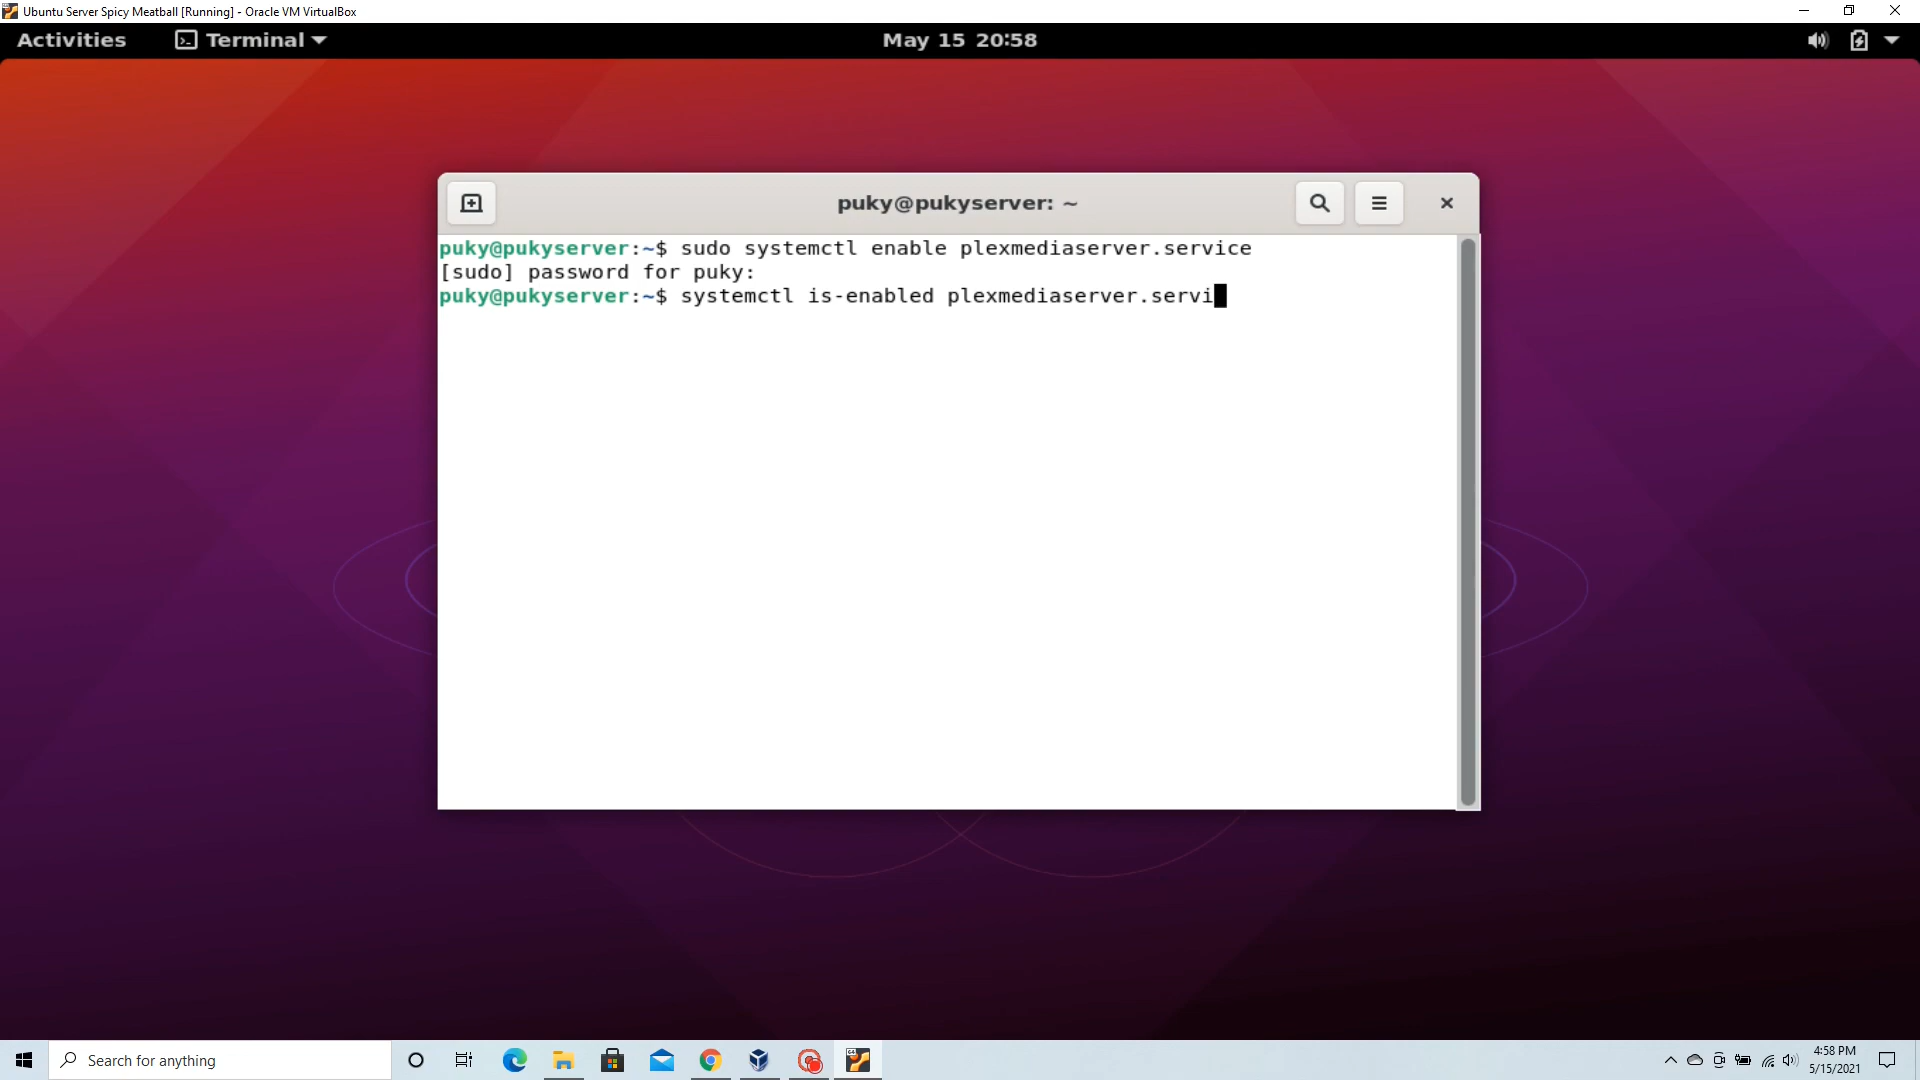 Ubuntu Server Spicy Meatball [Running] - Oracle VM VirtualBox
Activities Terminal May 15 20:58
puky@pukyserver: ~
puky@pukyserver:~$ sudo systemctl enable plexmediaserver.service
[sudo] password for puky:
puky@pukyserver:~$ systemctl is-enabled plexmediaserver.servi
Search for anything
4:58 PM
5/15/2021